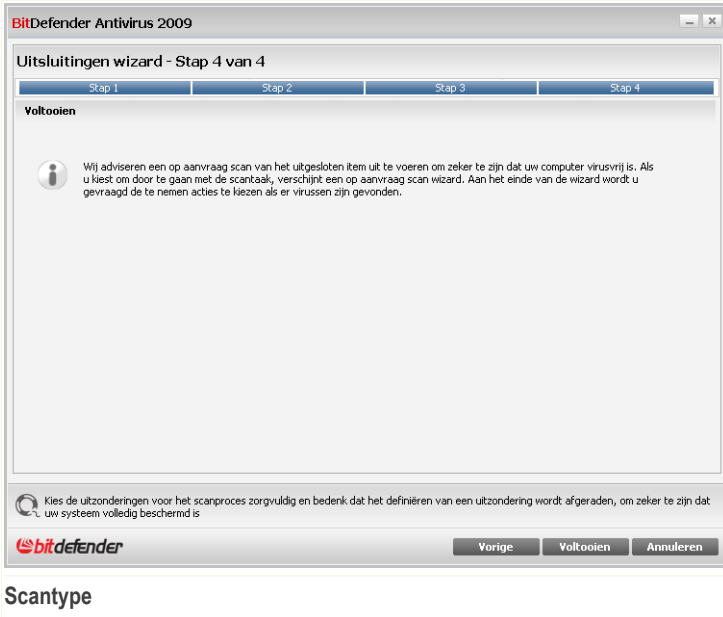 BitDefender Antivirus 2009
Uitsluitingen wizard - Stap 4 van 4
Stap 1 Stap 2 Stap 3 Stap 4
Voltooien
Wij adviseren een op aanvraag scan van het uitgesloten item uit te voeren om zeker te zijn dat uw computer virusvrij is. Als
u kiest om door te gaan met de scantaak, verschijnt een op aanvraag scan wizard. Aan het einde van de wizard wordt u
gevraagd de te nemen acties te kiezen als er virussen zijn gevonden.
Kies de uitzonderingen voor het scanproces zorgvuldig en bedenk dat het definiëren van een uitzondering wordt afgeraden, om zeker te zijn dat
uw systeem volledig beschermd is
bitdefender
Vorige Voltooien Annuleren
Scantype